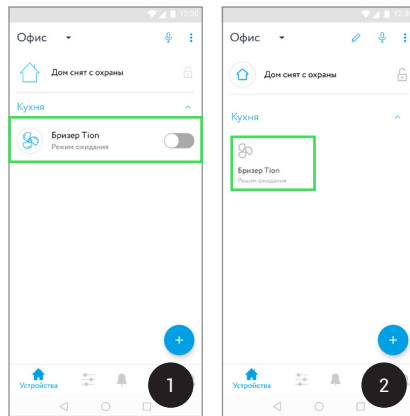 12:30
Офис
Дом снят с охраны
Кухня
Бризер Tion
Режим ожидания
+
Устройства
1
12:30
Офис
Дом снят с охраны
Кухня
Бризер Tion
Режим ожидания
+
Устройства
2